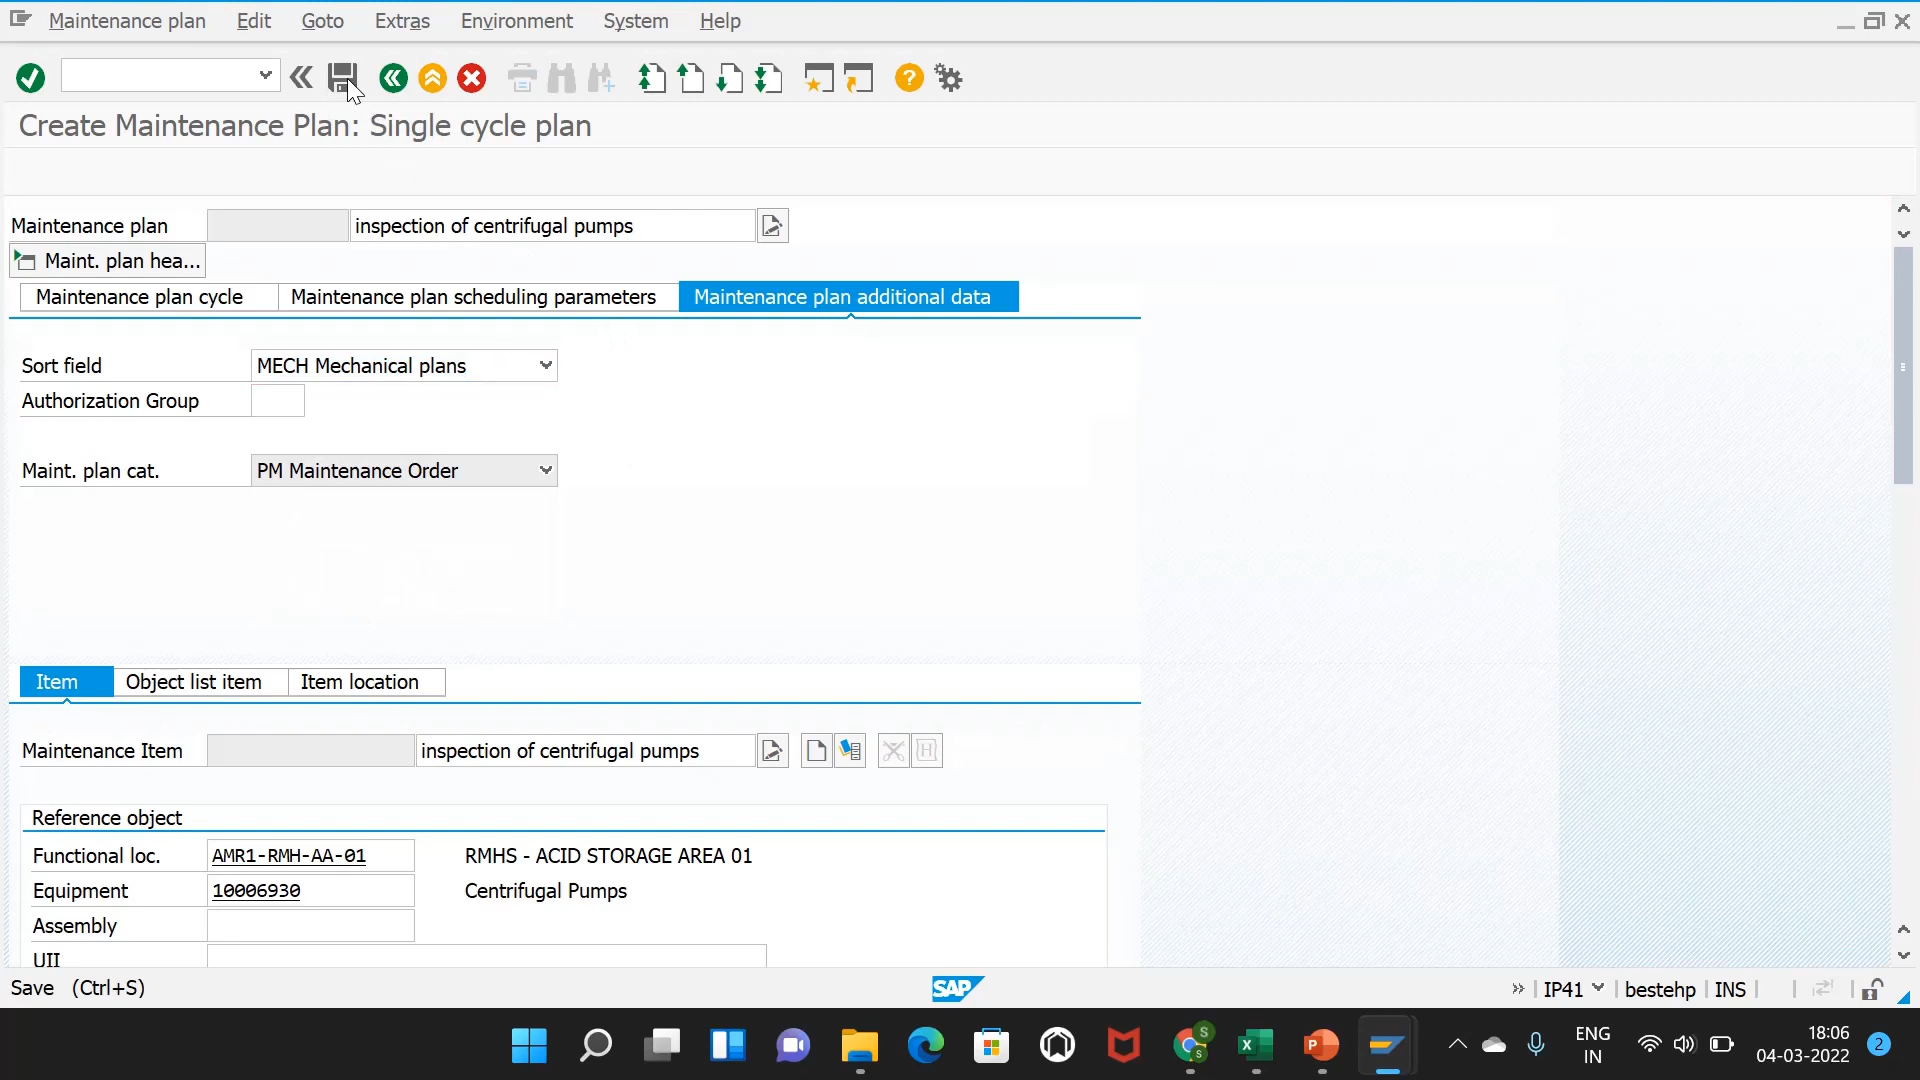 Maintenance plan Edit Goto Extras Environment System Help
Create Maintenance Plan: Single cycle plan
Maintenance plan inspection of centrifugal pumps
Maint. plan hea...
Maintenance plan cycle Maintenance plan scheduling parameters Maintenance plan additional data
Sort field MECH Mechanical plans
Authorization Group
Maint. plan cat. PM Maintenance Order
Item Object list item Item location
Maintenance Item inspection of centrifugal pumps
Reference object
Functional loc. AMR1-RMH-AA-01 RMHS - ACID STORAGE AREA 01
Equipment 10006930 Centrifugal Pumps
Assembly
UII
Save (Ctrl+S) SAP IP41 bestehp INS
ENG 18:06
IN 04-03-2022 2